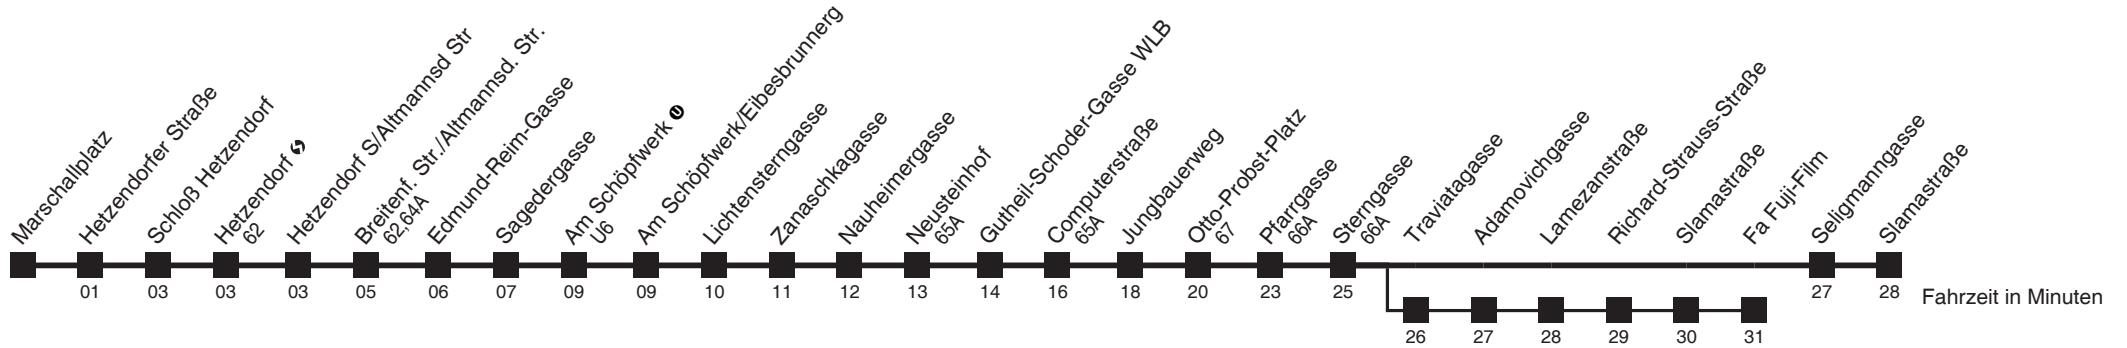 Marschallplatz
Hetzendorfer Straße
Schloß Hetzendorf
Hetzendorf
62
Hetzendorf S/Altmannsd Str
Breitenf. Str./Altmannsd. Str.
62,64A
Edmund-Reim-Gasse
Sagedergasse
Am Schöpfwerk U
U6
Am Schöpfwerk/Eibesbrunnerg
Lichtensterngasse
Zanaschkagasse
Nauheimergasse
Neusteinhof
65A
Gutheil-Schoder-Gasse WLB
Computerstraße
65A
Jungbauerweg
Otto-Probst-Platz
67
Pfarrgasse
66A
Sterngasse
66A
Traviatagasse
Adamovichgasse
Lamezanstraße
Richard-Strauss-Straße
Slamastraße
Fa Fuji-Film
Seligmanngasse
Slamastraße
01 03 03 03 05 06 07 09 09 10 11 12 13 14 16 18 20 23 25 27 28 Fahrzeit in Minuten
26 27 28 29 30 31